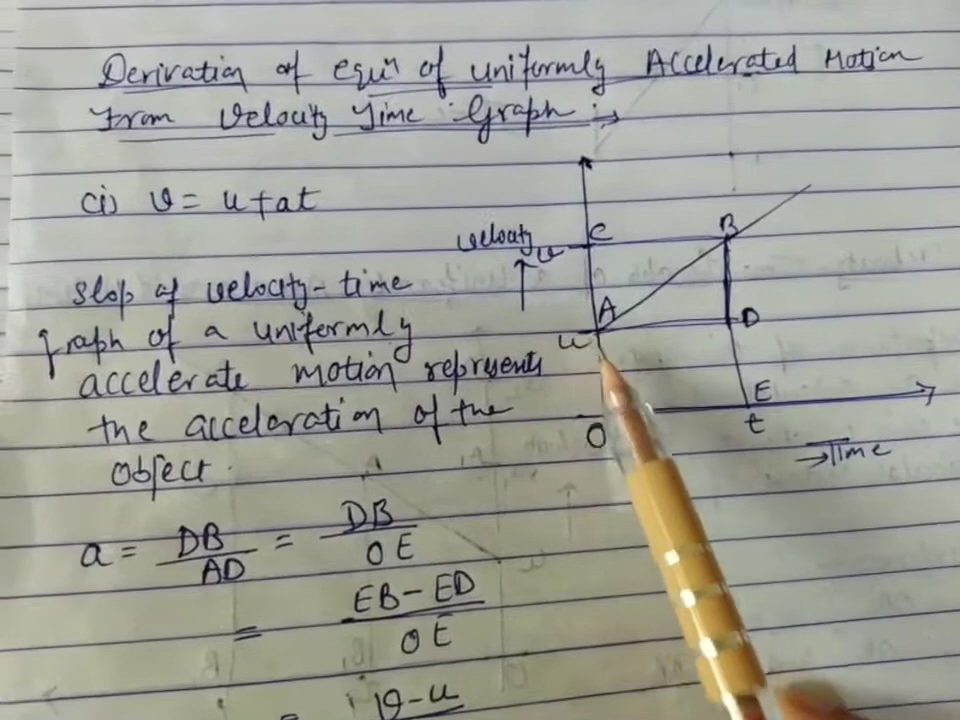 Derivation of equn of uniformly Accelerated Motion
From Velocity Time Graph :→
(i) v = u + at
slop of velocity-time
graph of a uniformly
accelerate motion represents
the acceleration of the
object.
a = DB/AD = DB/OE
= EB - ED/OE
= v - u
Velocity v C B
u A D
O E
t
→ Time